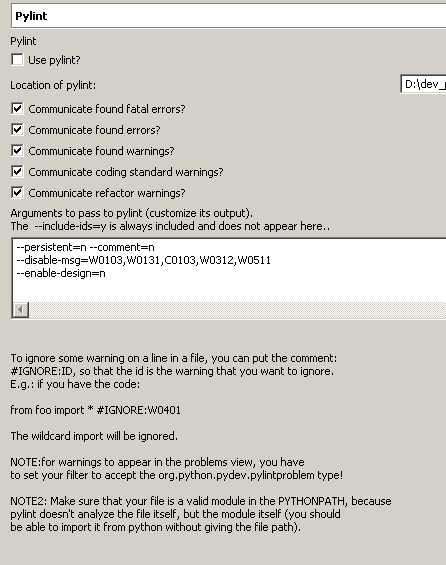 Pylint
Pylint
Use pylint?
Location of pylint:
D:\dev_
Communicate found fatal errors?
Communicate found errors?
Communicate found warnings?
Communicate coding standard warnings?
Communicate refactor warnings?
Arguments to pass to pylint (customize its output).
The --include-ids=y is always included and does not appear here..
--persistent=n --comment=n
--disable-msg=W0103,W0131,C0103,W0312,W0511
--enable-design=n
To ignore some warning on a line in a file, you can put the comment:
#IGNORE:ID, so that the id is the warning that you want to ignore.
E.g.: if you have the code:
from foo import * #IGNORE:W0401
The wildcard import will be ignored.
NOTE:for warnings to appear in the problems view, you have
to set your filter to accept the org.python.pydev.pylintproblem type!
NOTE2: Make sure that your file is a valid module in the PYTHONPATH, because
pylint doesn't analyze the file itself, but the module itself (you should
be able to import it from python without giving the file path).